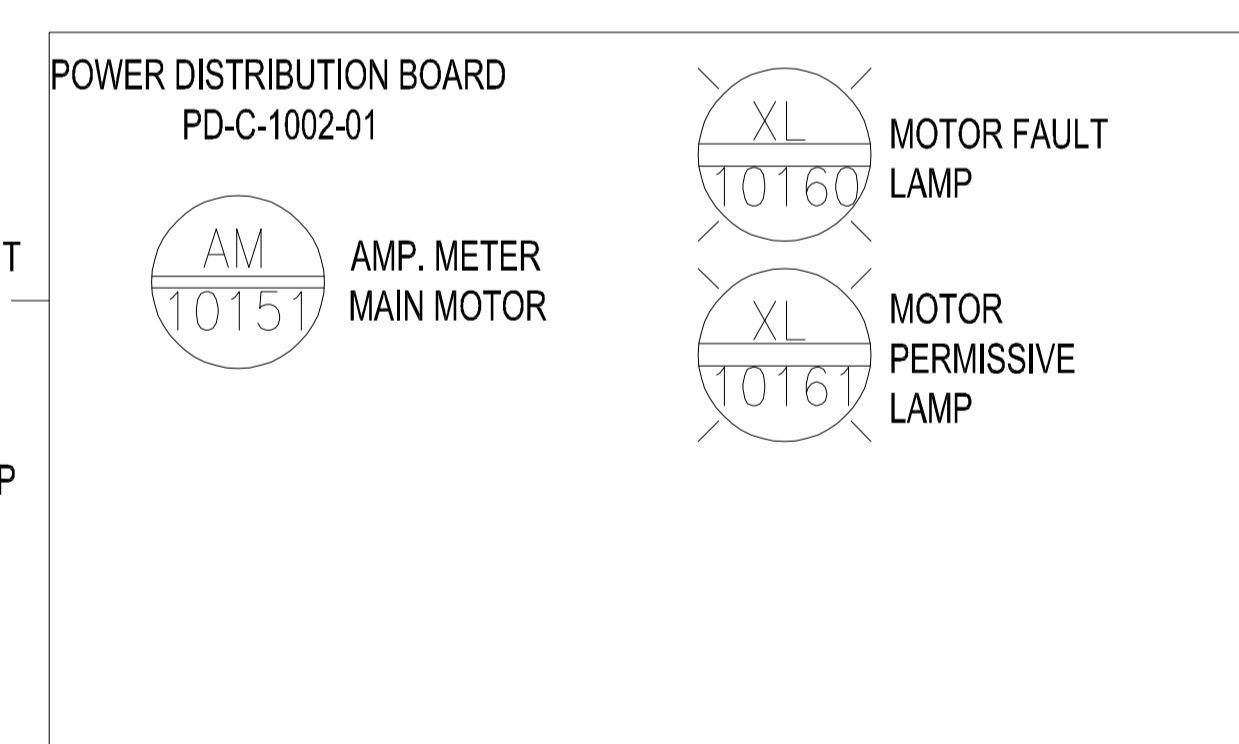 POWER DISTRIBUTION BOARD
PD-C-1002-01
AM
10151
AMP. METER
MAIN MOTOR
XL
10160
MOTOR FAULT
LAMP
XL
10161
MOTOR
PERMISSIVE
LAMP
T
P